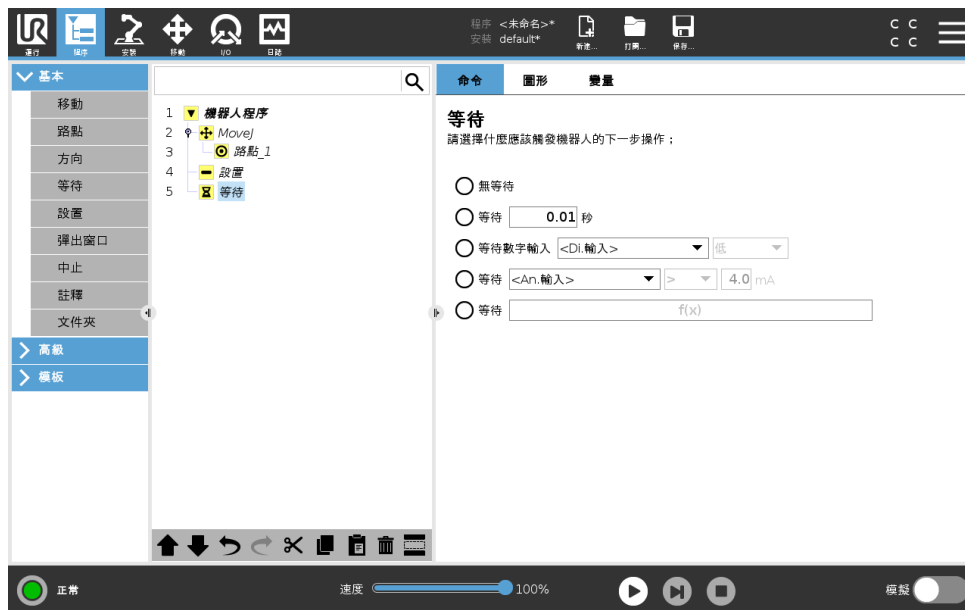 UR
運行
程序
安裝
移動
I/O
日誌
程序 <未命名>*
安裝 default*
新建...
打開...
保存...
C C
C C
基本
移動
路點
方向
等待
設置
彈出窗口
中止
註釋
文件夾
高級
模板
1 機器人程序
2 MoveJ
3 路點_1
4 設置
5 等待
命令 圖形 變量
等待
請選擇什麼應該觸發機器人的下一步操作；
無等待
等待 0.01 秒
等待數字輸入 <Di.輸入> 低
等待 <An.輸入> > 4.0 mA
等待 f(x)
正常
速度 100%
模擬